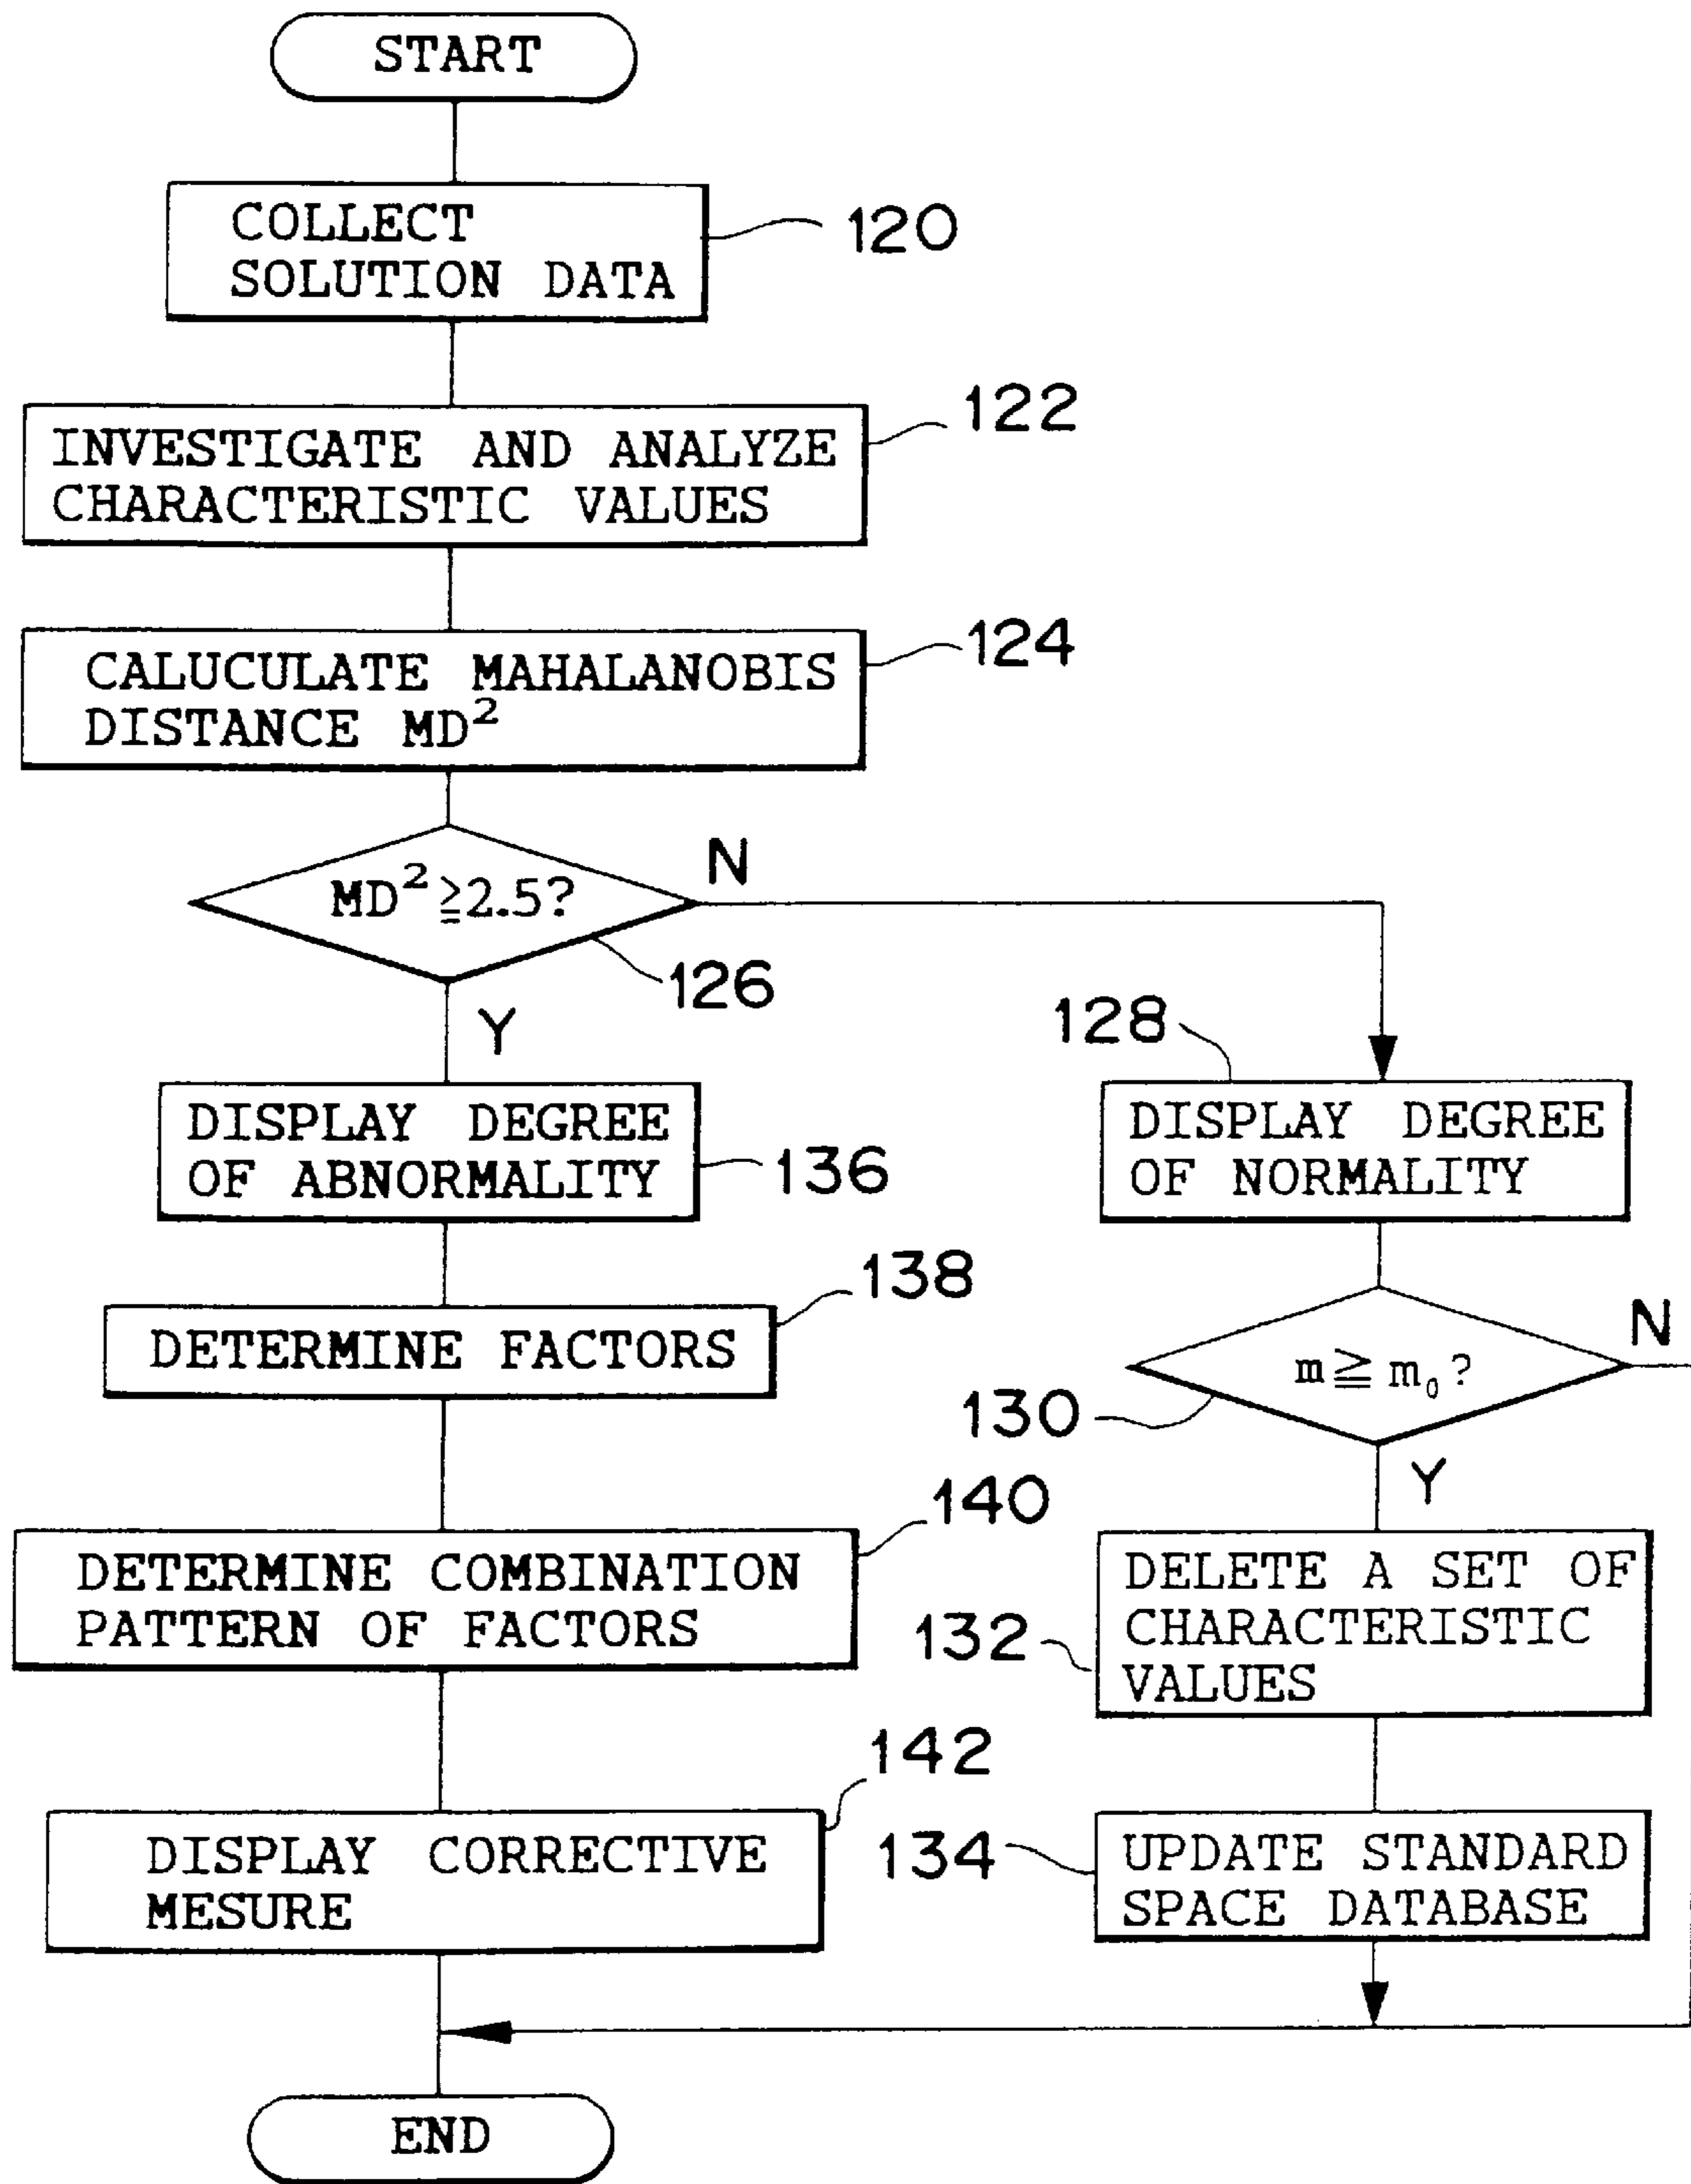 START
COLLECT
SOLUTION DATA
120
INVESTIGATE AND ANALYZE
CHARACTERISTIC VALUES
122
CALUCULATE MAHALANOBIS
DISTANCE MD²
124
MD² ≧2.5?
N
126
Y
DISPLAY DEGREE
OF ABNORMALITY
136
DETERMINE FACTORS
138
DETERMINE COMBINATION
PATTERN OF FACTORS
140
DISPLAY CORRECTIVE
MESURE
142
128
DISPLAY DEGREE
OF NORMALITY
m≧m₀?
N
130
Y
DELETE A SET OF
CHARACTERISTIC
VALUES
132
UPDATE STANDARD
SPACE DATABASE
134
END